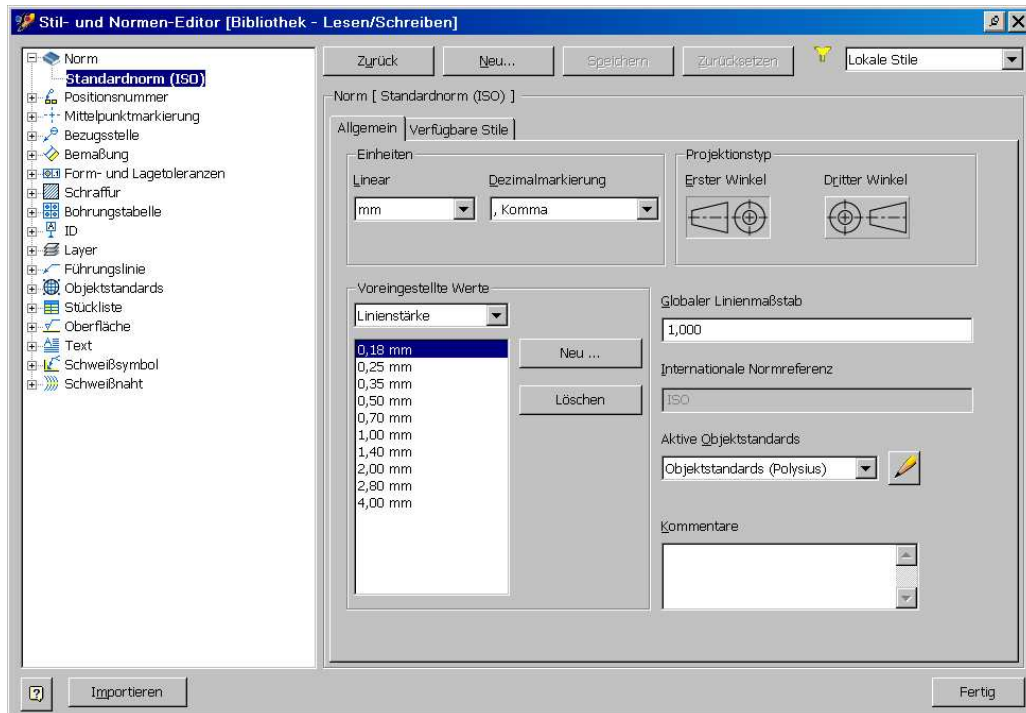 Stil- und Normen-Editor [Bibliothek - Lesen/Schreiben]
Norm
Standardnorm (ISO)
Positionsnummer
Mittelpunktmarkierung
Bezugsstelle
Bemaßung
Form- und Lagetoleranzen
Schraffur
Bohrungstabelle
ID
Layer
Führungslinie
Objektstandards
Stückliste
Oberfläche
Text
Schweißsymbol
Schweißnaht
Zurück
Neu...
Speichern
Zurücksetzen
Lokale Stile
Norm [ Standardnorm (ISO) ]
Allgemein
Verfügbare Stile
Einheiten
Linear
Dezimalmarkierung
mm
, Komma
Projektionstyp
Erster Winkel
Dritter Winkel
Voreingestellte Werte
Linienstärke
0,18 mm
0,25 mm
0,35 mm
0,50 mm
0,70 mm
1,00 mm
1,40 mm
2,00 mm
2,80 mm
4,00 mm
Neu ...
Löschen
Globaler Linienmaßstab
1,000
Internationale Normreferenz
ISO
Aktive Objektstandards
Objektstandards (Polysius)
Kommentare
Importieren
Fertig